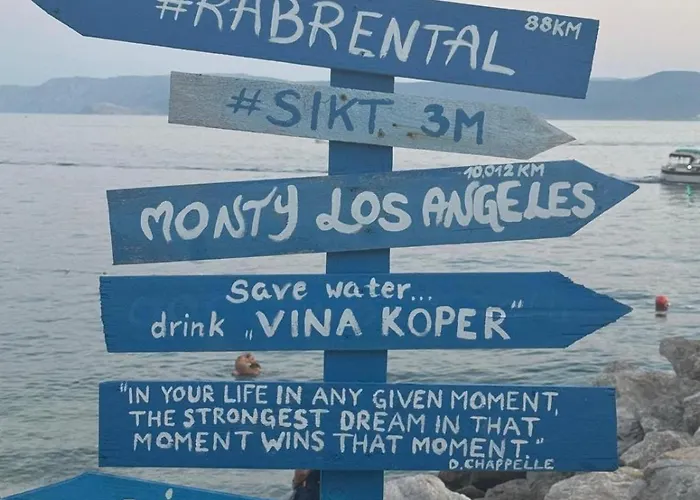 #RABRENTAL 88KM
#SIKT 3M
10,012 KM
MONTY LOS ANGELES
Save water...
drink „VINA KOPER"
"IN YOUR LIFE IN ANY GIVEN MOMENT,
THE STRONGEST DREAM IN THAT
MOMENT WINS THAT MOMENT."
D.CHAPPELLE